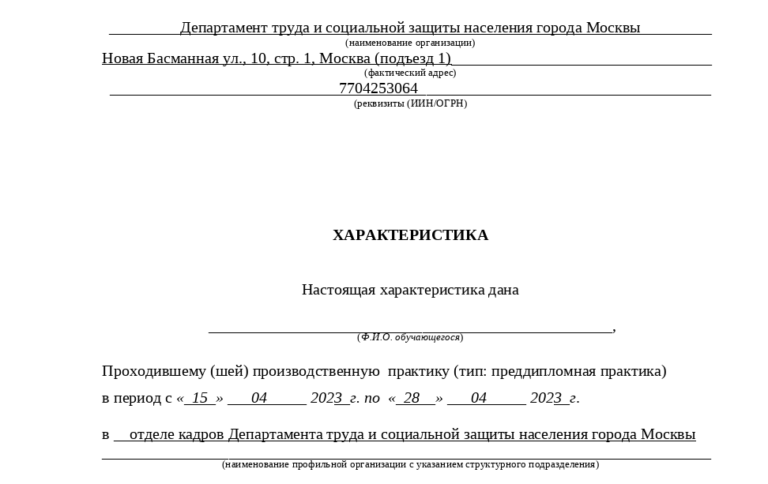 Департамент труда и социальной защиты населения города Москвы
(наименование организации)
Новая Басманная ул., 10, стр. 1, Москва (подъезд 1)
(фактический адрес)
7704253064
(реквизиты (ИИН/ОГРН)
ХАРАКТЕРИСТИКА
Настоящая характеристика дана
,
(Ф.И.О. обучающегося)
Проходившему (шей) производственную практику (тип: преддипломная практика)
в период с «_15_» ___04_____ 2023_г. по «_28__» ___04_____ 2023_г.
в __отделе кадров Департамента труда и социальной защиты населения города Москвы
(наименование профильной организации с указанием структурного подразделения)